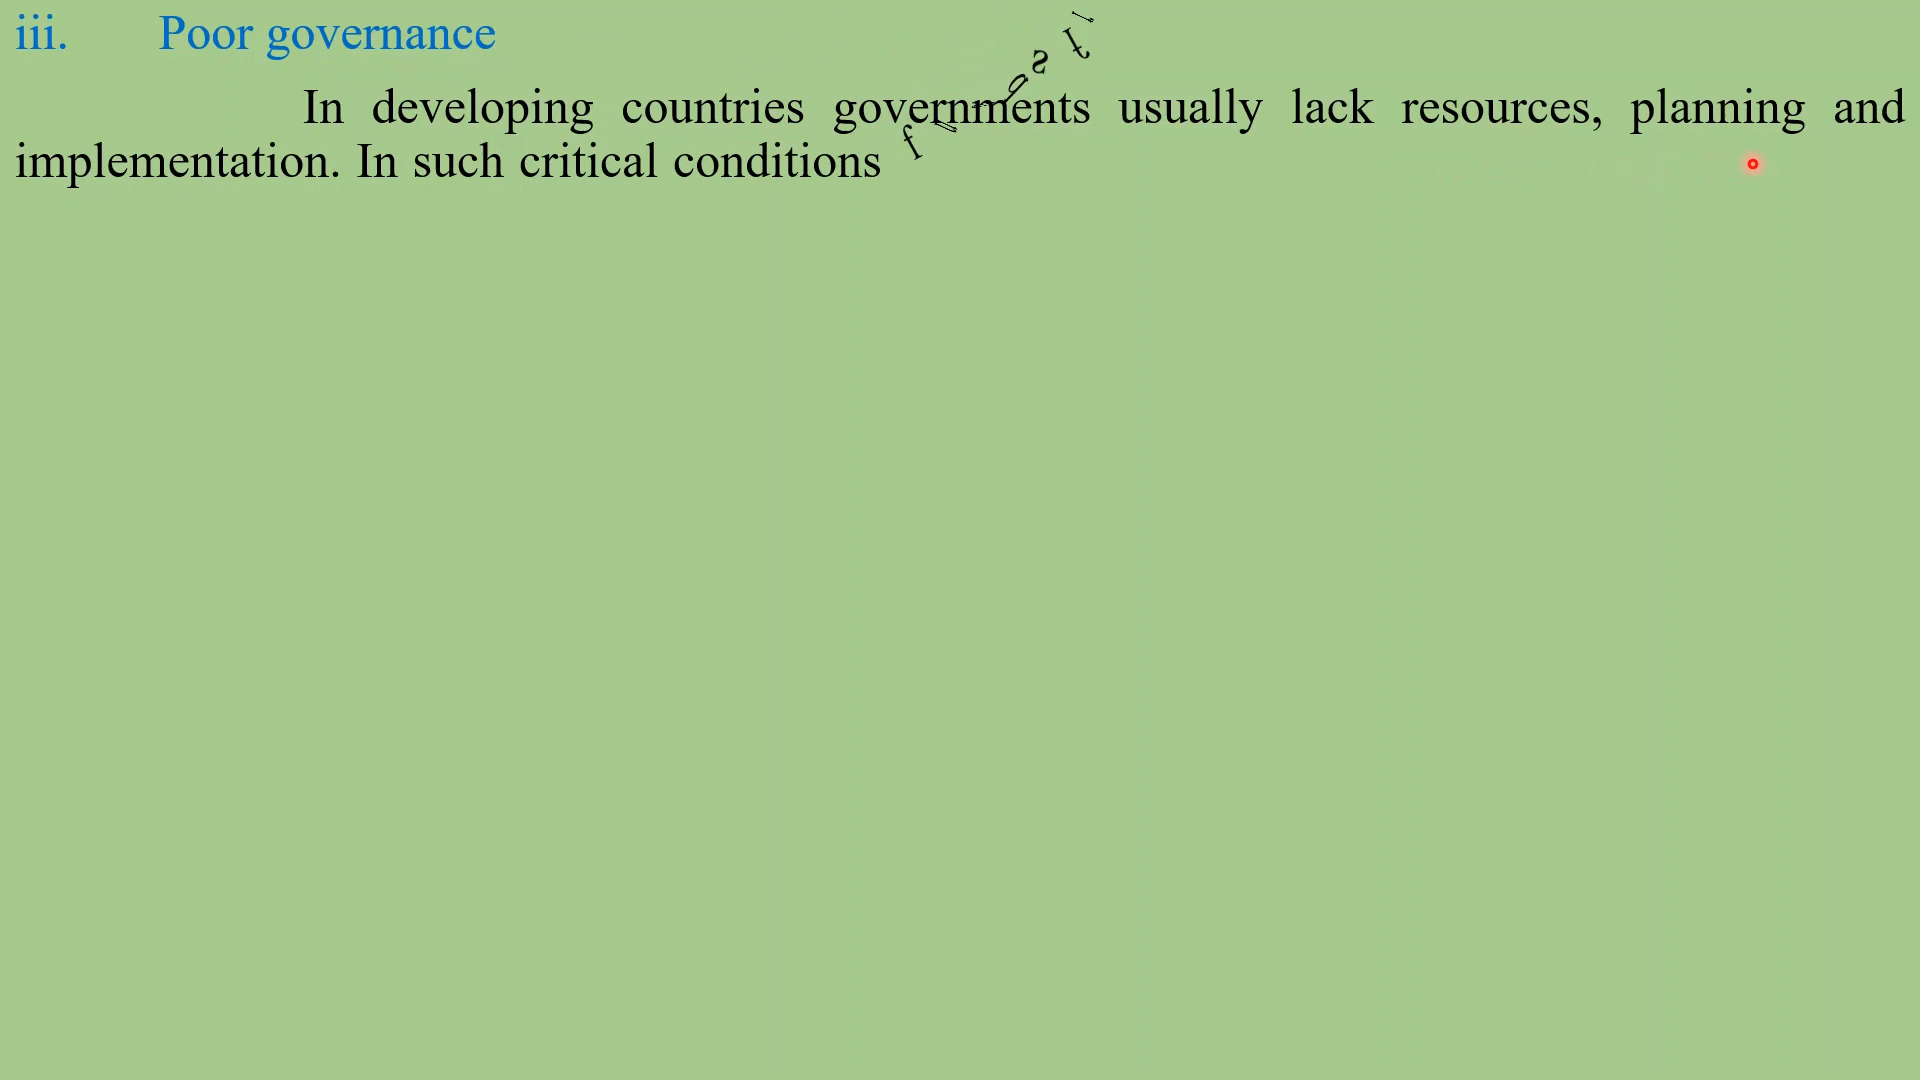 iii. Poor governance
In developing countries governments usually lack resources, planning and
implementation. In such critical conditions